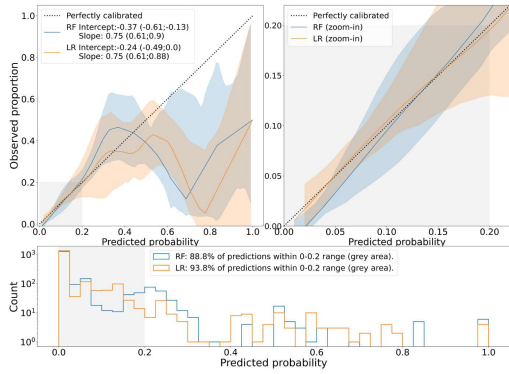 Perfectly calibrated
RF Intercept:-0.37 (-0.61;-0.13)
Slope: 0.75 (0.61;0.9)
LR Intercept:-0.24 (-0.49;0.0)
Slope: 0.75 (0.61;0.88)
1.0
0.8
0.6
0.4
0.2
0.0
Observed proportion
0.0 0.2 0.4 0.6 0.8 1.0
Predicted probability
Perfectly calibrated
RF (zoom-in)
LR (zoom-in)
0.20
0.15
0.10
0.05
0.00
0.00 0.05 0.10 0.15 0.20
Predicted probability
RF: 88.8% of predictions within 0-0.2 range (grey area).
LR: 93.8% of predictions within 0-0.2 range (grey area).
10³
10²
10¹
10⁰
Count
0.0 0.2 0.4 0.6 0.8 1.0
Predicted probability